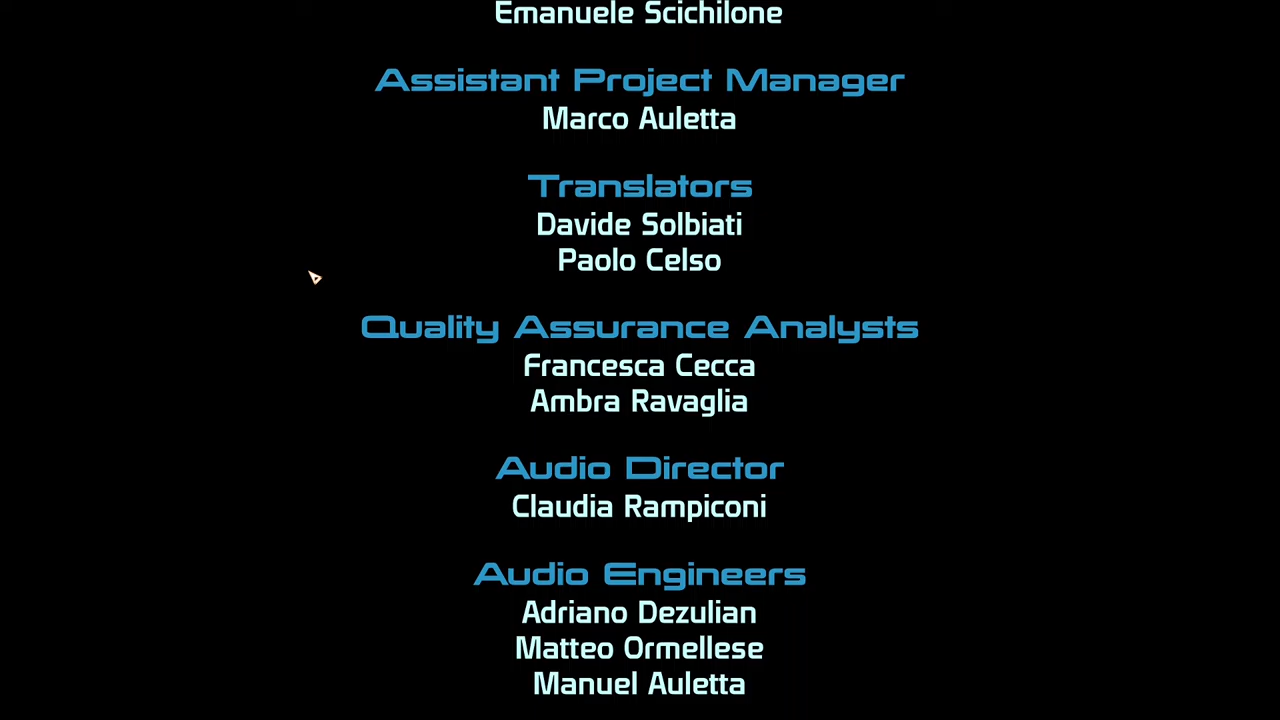 Emanuele Scichilone
Assistant Project Manager
Marco Auletta
Translators
Davide Solbiati
Paolo Celso
Quality Assurance Analysts
Francesca Cecca
Ambra Ravaglia
Audio Director
Claudia Rampiconi
Audio Engineers
Adriano Dezulian
Matteo Ormellese
Manuel Auletta